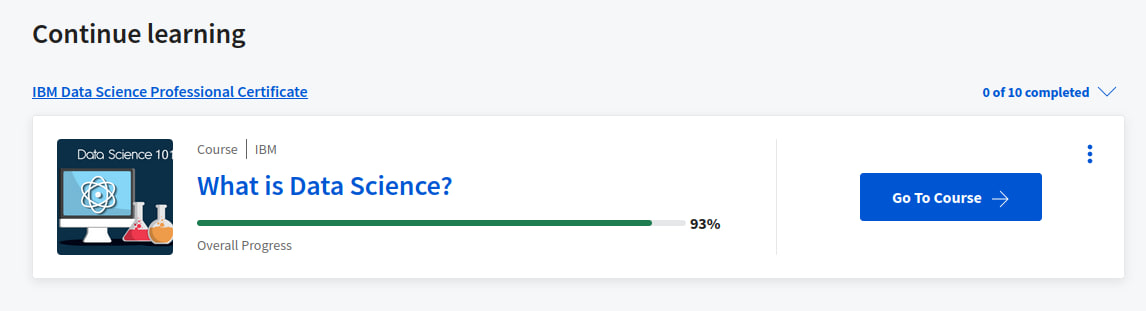 Continue learning
IBM Data Science Professional Certificate
0 of 10 completed
Data Science 101
Course | IBM
What is Data Science?
93%
Overall Progress
Go To Course